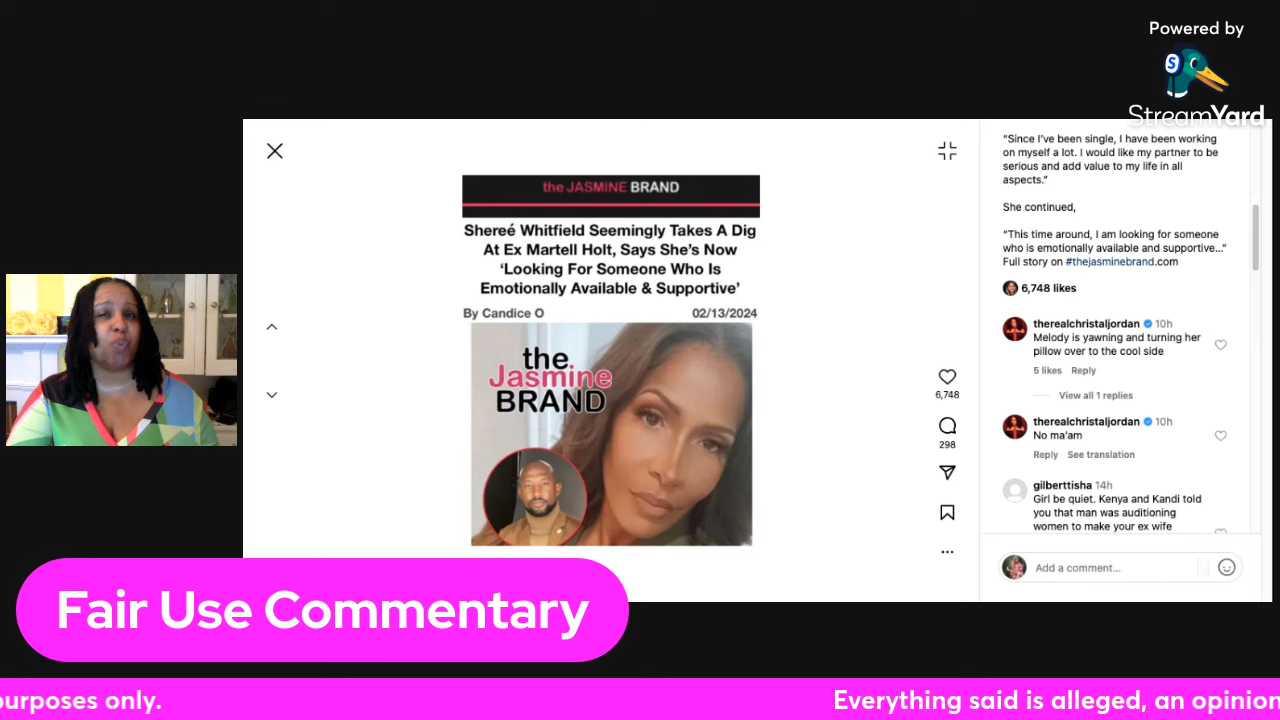 Powered by
StreamYard
the JASMINE BRAND
Shereé Whitfield Seemingly Takes A Dig
At Ex Martell Holt, Says She's Now
‘Looking For Someone Who Is
Emotionally Available & Supportive’
By Candice O 02/13/2024
the
Jasmine
BRAND
6,748
298
“Since I've been single, I have been working
on myself a lot. I would like my partner to be
serious and add value to my life in all
aspects.”
She continued,
“This time around, I am looking for someone
who is emotionally available and supportive...”
Full story on #thejasminebrand.com
6,748 likes
therealchristaljordan 10h
Melody is yawning and turning her
pillow over to the cool side
5 likes Reply
View all 1 replies
therealchristaljordan 10h
No ma'am
Reply See translation
gilberttisha 14h
Girl be quiet. Kenya and Kandi told
you that man was auditioning
women to make your ex wife
Add a comment...
Fair Use Commentary
purposes only.
Everything said is alleged, an opinion